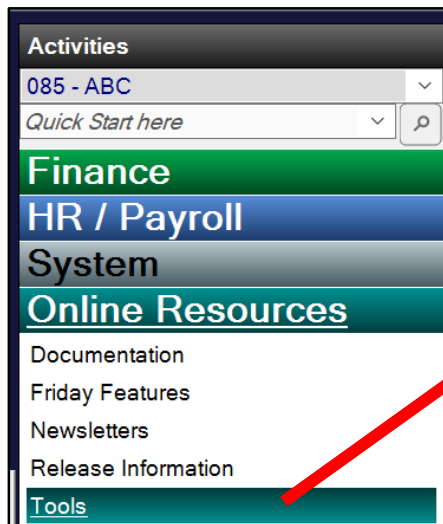 Activities
085 - ABC
Quick Start here
Finance
HR / Payroll
System
Online Resources
Documentation
Friday Features
Newsletters
Release Information
Tools